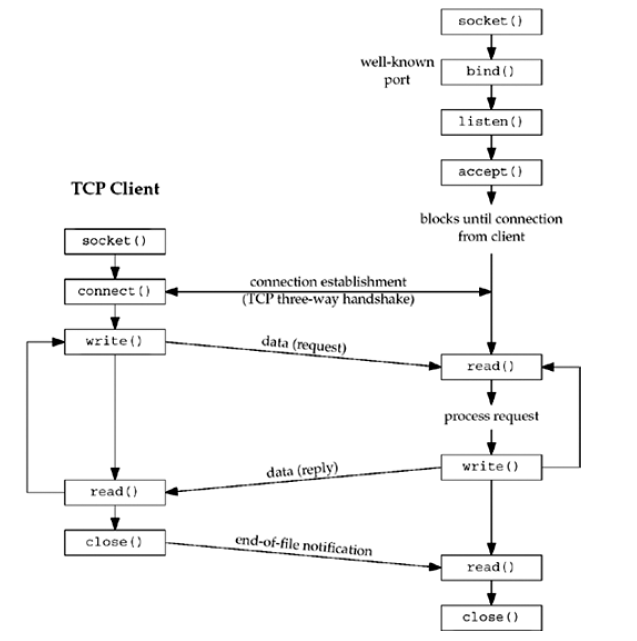 socket()
well-known
port
bind()
listen()
accept()
TCP Client
blocks until connection
from client
socket()
connection establishment
(TCP three-way handshake)
connect()
write()
data (request)
read()
process request
write()
data (reply)
read()
close()
end-of-file notification
read()
close()